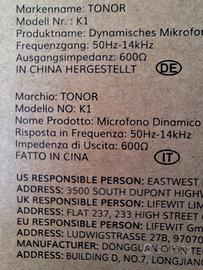 Markenname: TONOR
Modell Nr. : K1
Produktname: Dynamisches Mikrofo
Frequenzgang: 50Hz-14kHz
Ausgangsimpedanz: 600Ω
IN CHINA HERGESTELLT DE
Marchio: TONOR
Modello NO: K1
Nome Prodotto: Microfono Dinamico
Risposta in Frequenza: 50Hz-14kHz
Impedenza di Uscita: 600Ω
FATTO IN CINA IT
US RESPONSIBLE PERSON: EASTWEST
ADDRESS: 3500 SOUTH DUPONT HIGHW
UK RESPONSIBLE PERSON: LIFEWIT LIM
ADDRESS: FLAT 237, 233 HIGH STREET
EU RESPONSIBLE PERSON: LIFEWIT Gm
ADDRESS: LUDWIGSTRASSE 27B, 97070
MANUFACTURER: DONGGUAN
ADDRESS: BUILDING D, NO.7,